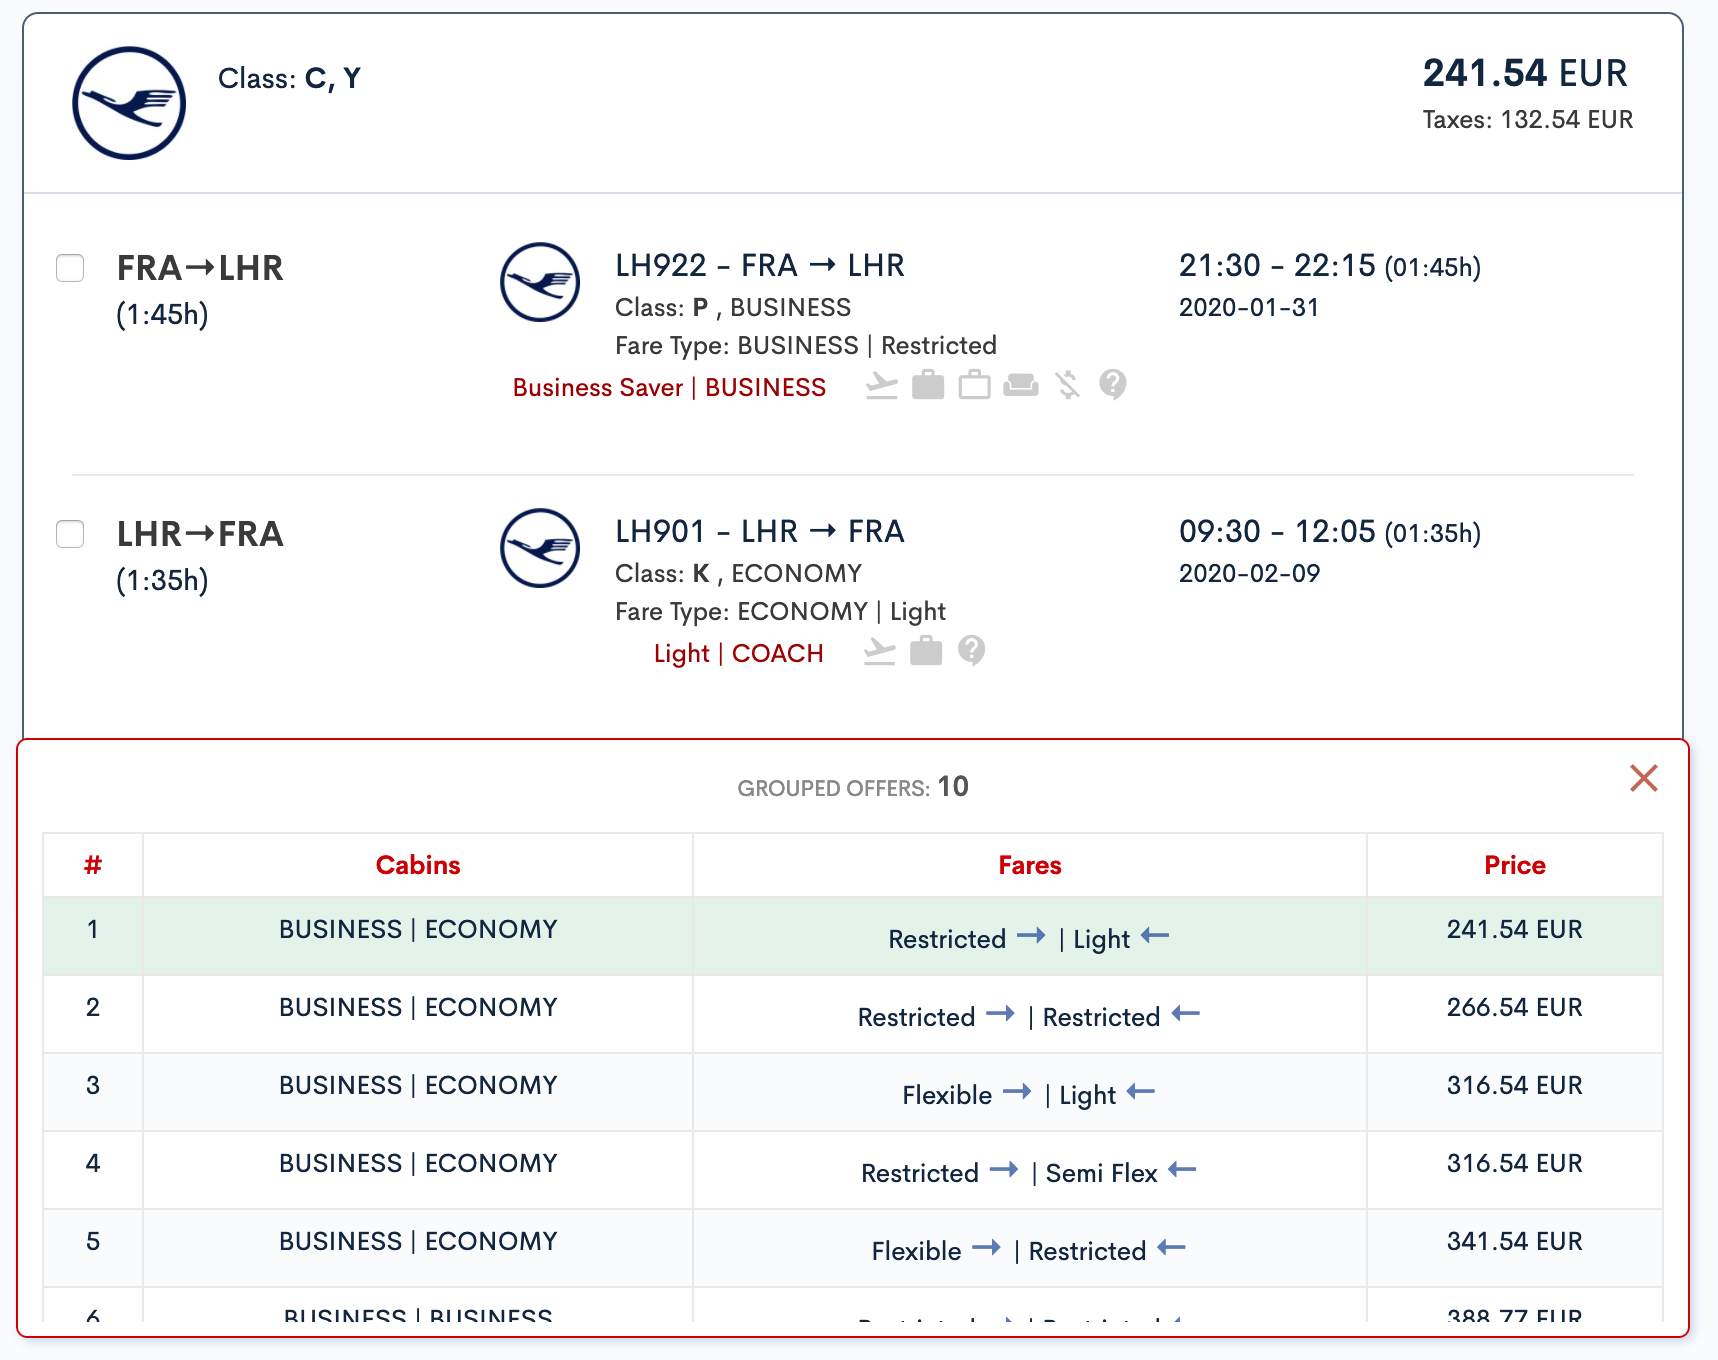 Class: C, Y
241.54 EUR
Taxes: 132.54 EUR
FRA→LHR
(1:45h)
LH922 - FRA → LHR
Class: P , BUSINESS
Fare Type: BUSINESS | Restricted
Business Saver | BUSINESS
21:30 - 22:15 (01:45h)
2020-01-31
LHR→FRA
(1:35h)
LH901 - LHR → FRA
Class: K , ECONOMY
Fare Type: ECONOMY | Light
Light | COACH
09:30 - 12:05 (01:35h)
2020-02-09
GROUPED OFFERS: 10
# Cabins Fares Price
1 BUSINESS | ECONOMY Restricted → | Light ← 241.54 EUR
2 BUSINESS | ECONOMY Restricted → | Restricted ← 266.54 EUR
3 BUSINESS | ECONOMY Flexible → | Light ← 316.54 EUR
4 BUSINESS | ECONOMY Restricted → | Semi Flex ← 316.54 EUR
5 BUSINESS | ECONOMY Flexible → | Restricted ← 341.54 EUR
6 BUSINESS | BUSINESS 388.77 EUR